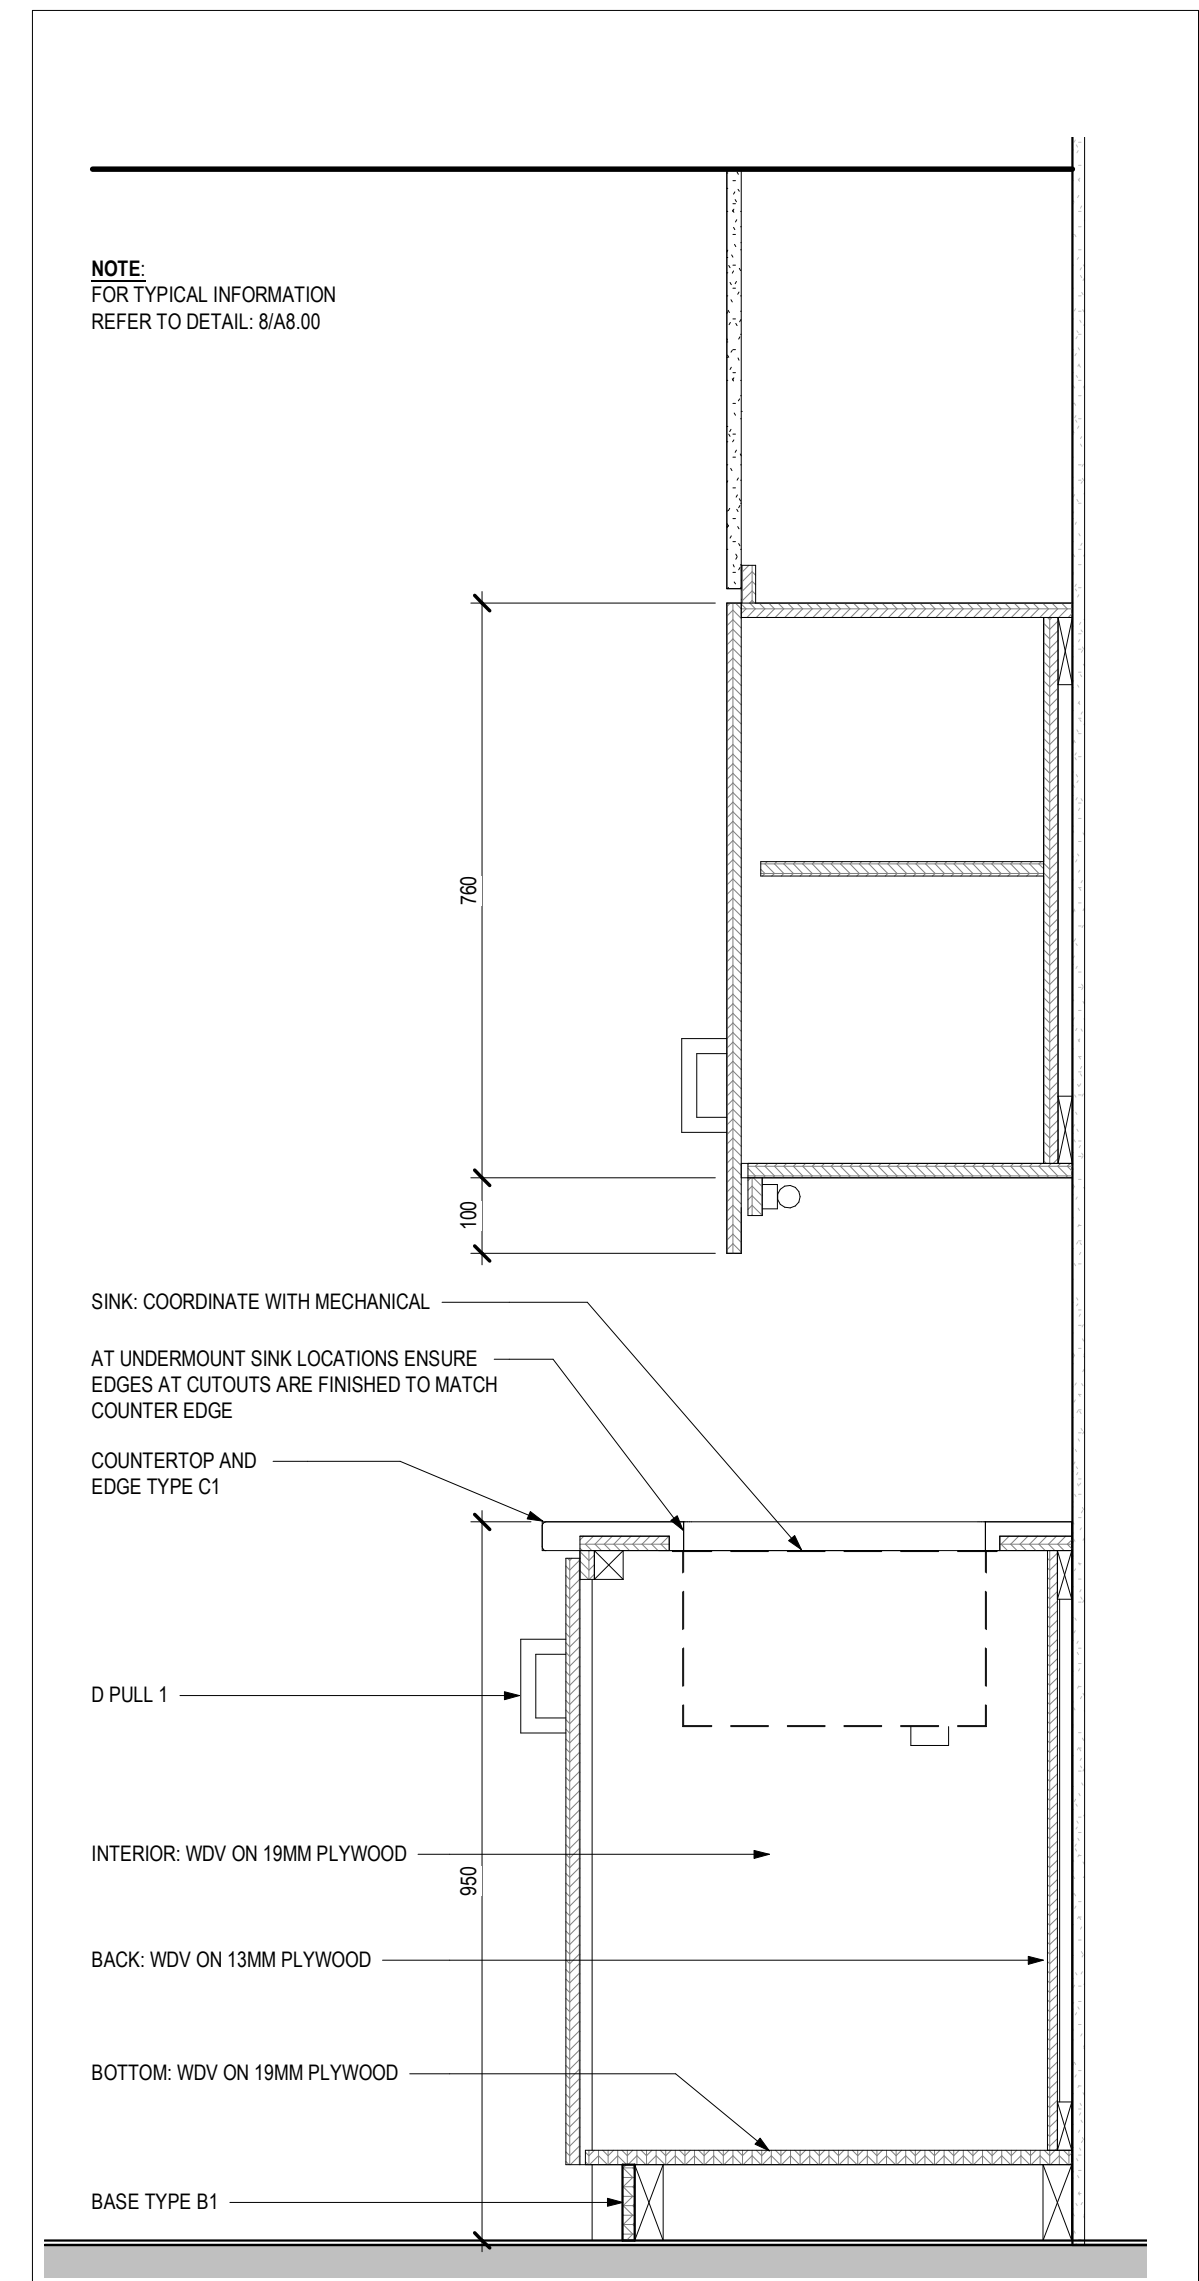 NOTE:
FOR TYPICAL INFORMATION
REFER TO DETAIL: 8/A8.00
760
100
SINK: COORDINATE WITH MECHANICAL
AT UNDERMOUNT SINK LOCATIONS ENSURE
EDGES AT CUTOUTS ARE FINISHED TO MATCH
COUNTER EDGE
COUNTERTOP AND
EDGE TYPE C1
D PULL 1
INTERIOR: WDV ON 19MM PLYWOOD
950
BACK: WDV ON 13MM PLYWOOD
BOTTOM: WDV ON 19MM PLYWOOD
BASE TYPE B1